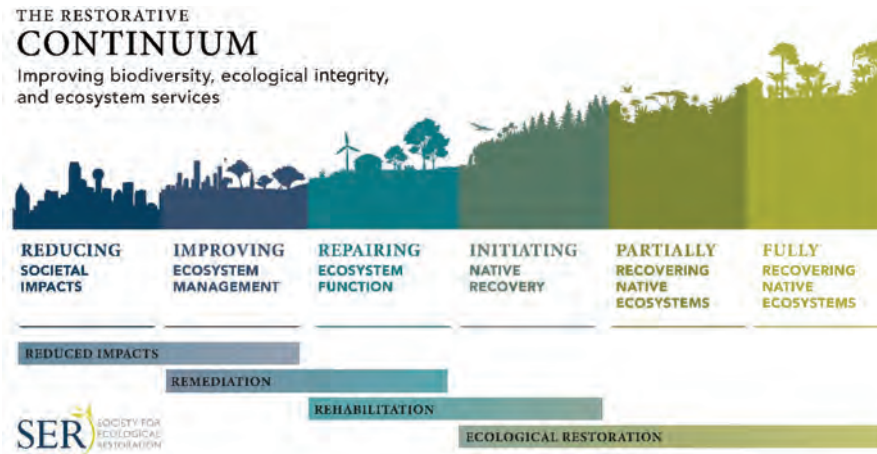 THE RESTORATIVE
CONTINUUM
Improving biodiversity, ecological integrity,
and ecosystem services
REDUCING
SOCIETAL
IMPACTS
IMPROVING
ECOSYSTEM
MANAGEMENT
REPAIRING
ECOSYSTEM
FUNCTION
INITIATING
NATIVE
RECOVERY
PARTIALLY
RECOVERING
NATIVE
ECOSYSTEMS
FULLY
RECOVERING
NATIVE
ECOSYSTEMS
REDUCED IMPACTS
REMEDIATION
REHABILITATION
ECOLOGICAL RESTORATION
SER
SOCIETY FOR
ECOLOGICAL
RESTORATION